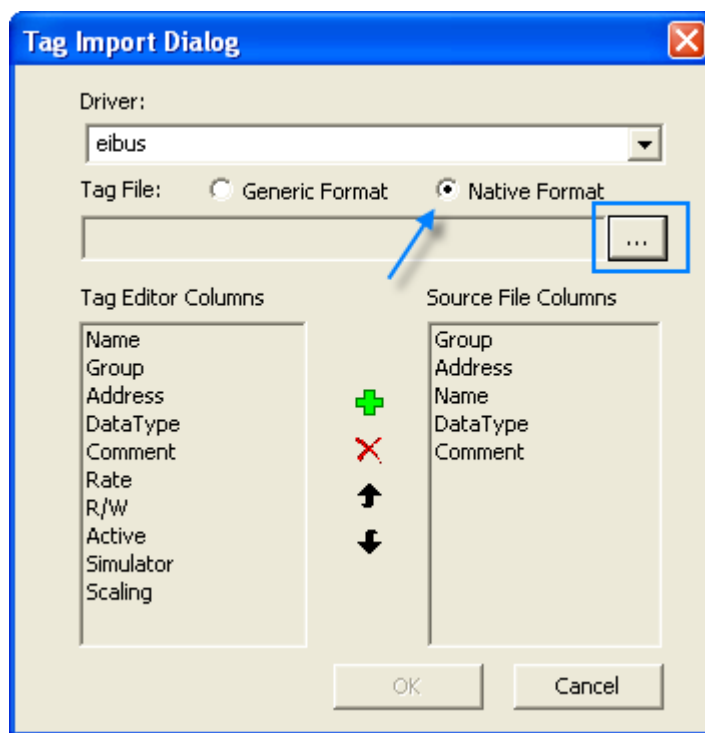 Tag Import Dialog
Driver:
eibus
Tag File: Generic Format Native Format
...
Tag Editor Columns Source File Columns
Name Group
Group Address
Address Name
DataType DataType
Comment Comment
Rate
R/W
Active
Simulator
Scaling
OK Cancel